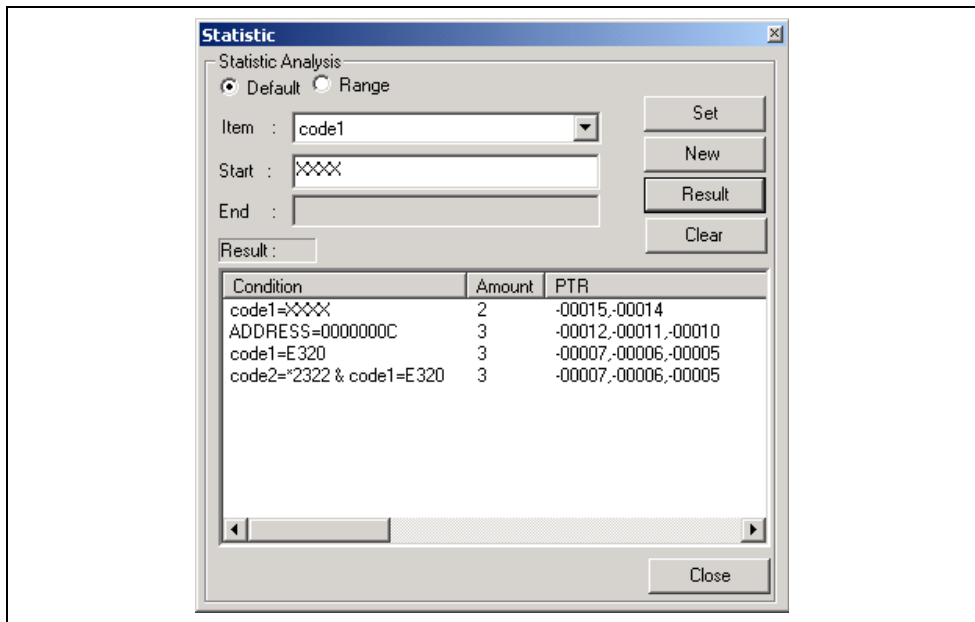 Statistic
Statistic Analysis
Default Range
Item : code1
Start : XXXX
End :
Set
New
Result
Clear
Result :
Condition Amount PTR
code1=XXXX 2 -00015,-00014
ADDRESS=0000000C 3 -00012,-00011,-00010
code1=E320 3 -00007,-00006,-00005
code2=*2322 & code1=E320 3 -00007,-00006,-00005
Close